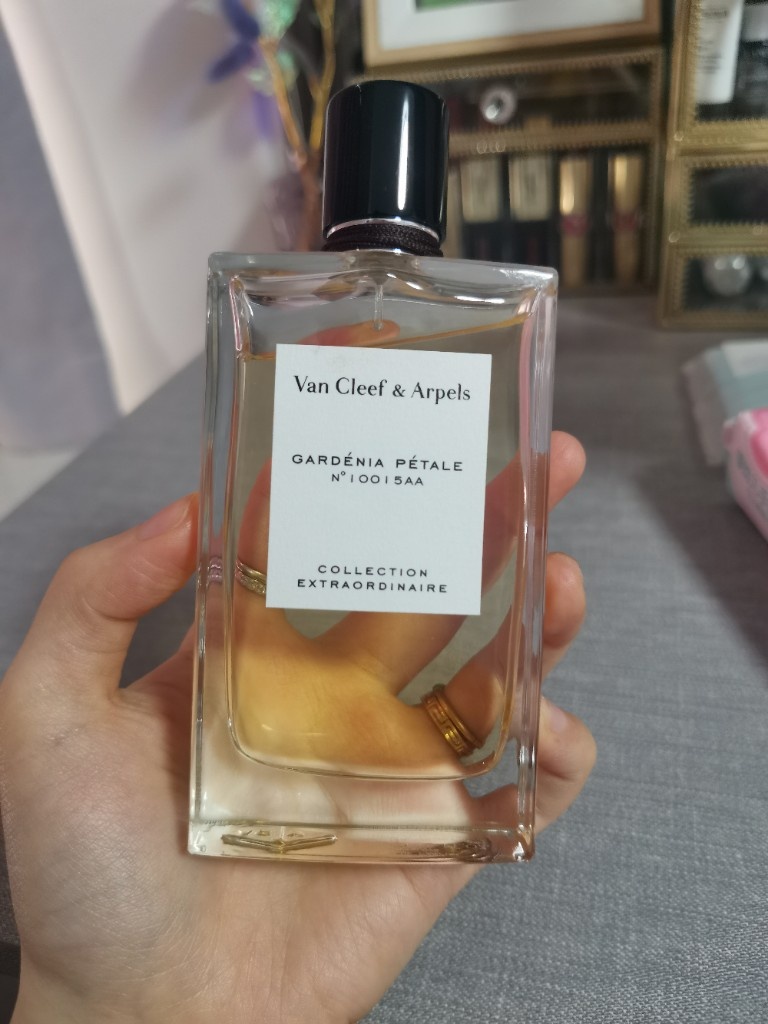 Van Cleef & Arpels
GARDÉNIA PÉTALE
N°10015AA
COLLECTION
EXTRAORDINAIRE